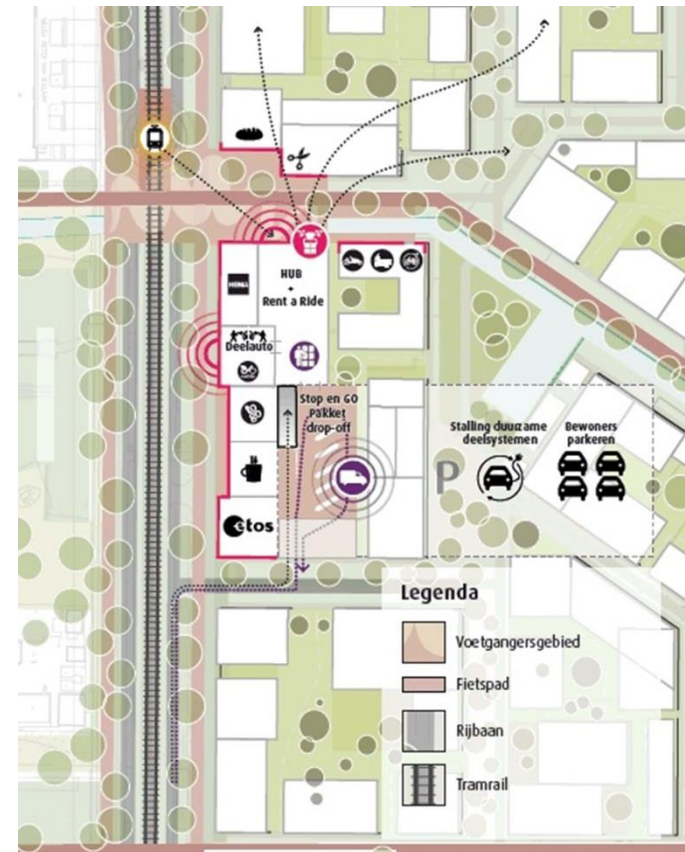 HEMA
HUB
+
Rent a Ride
Deelauto
Stop en GO
Pakket
drop-off
etos
P
Stalling duurzame
deelsystemen
Bewoners
parkeren
Legenda
Voetgangersgebied
Fietspad
Rijbaan
Tramrail